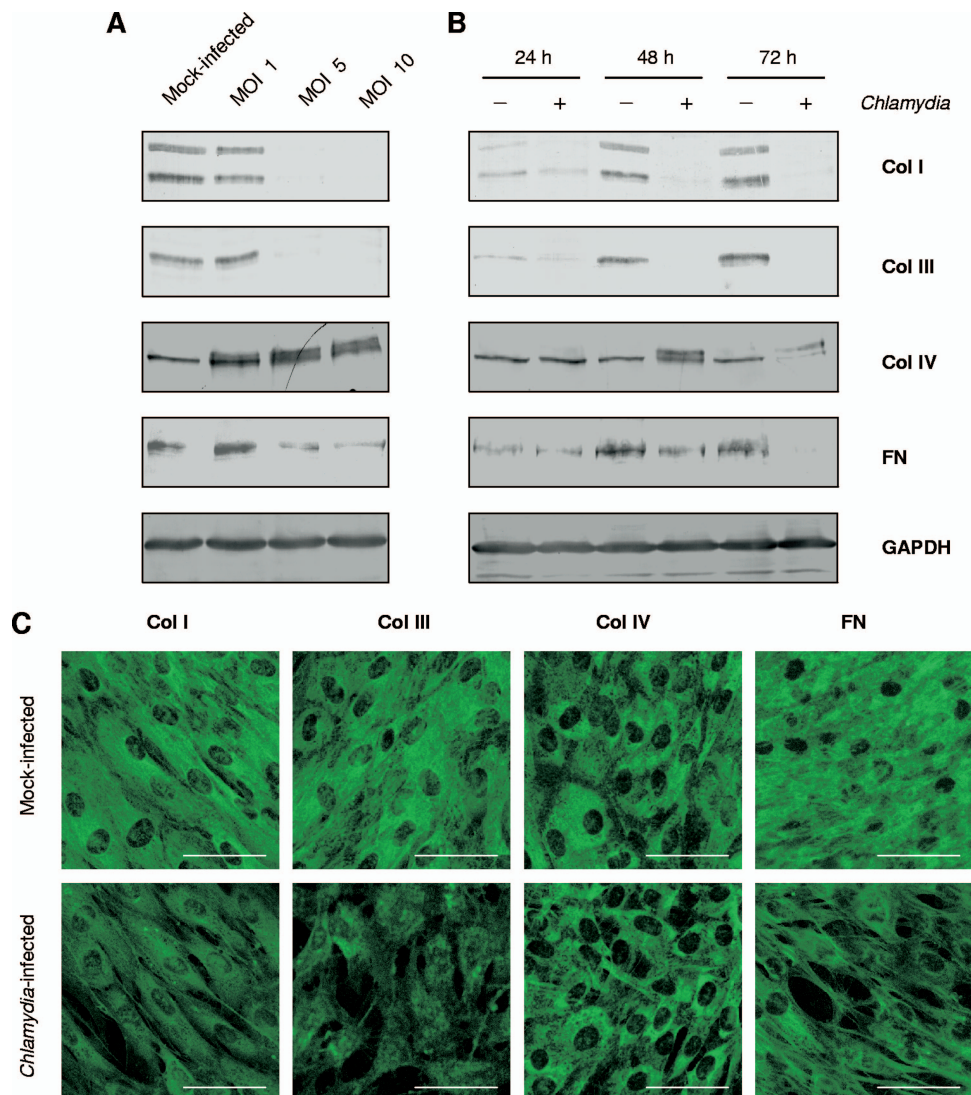 A
B
Mock-infected
MOI 1
MOI 5
MOI 10
24 h
48 h
72 h
– + – + – + Chlamydia
Col I
Col III
Col IV
FN
GAPDH
C
Col I
Col III
Col IV
FN
Mock-infected
Chlamydia-infected